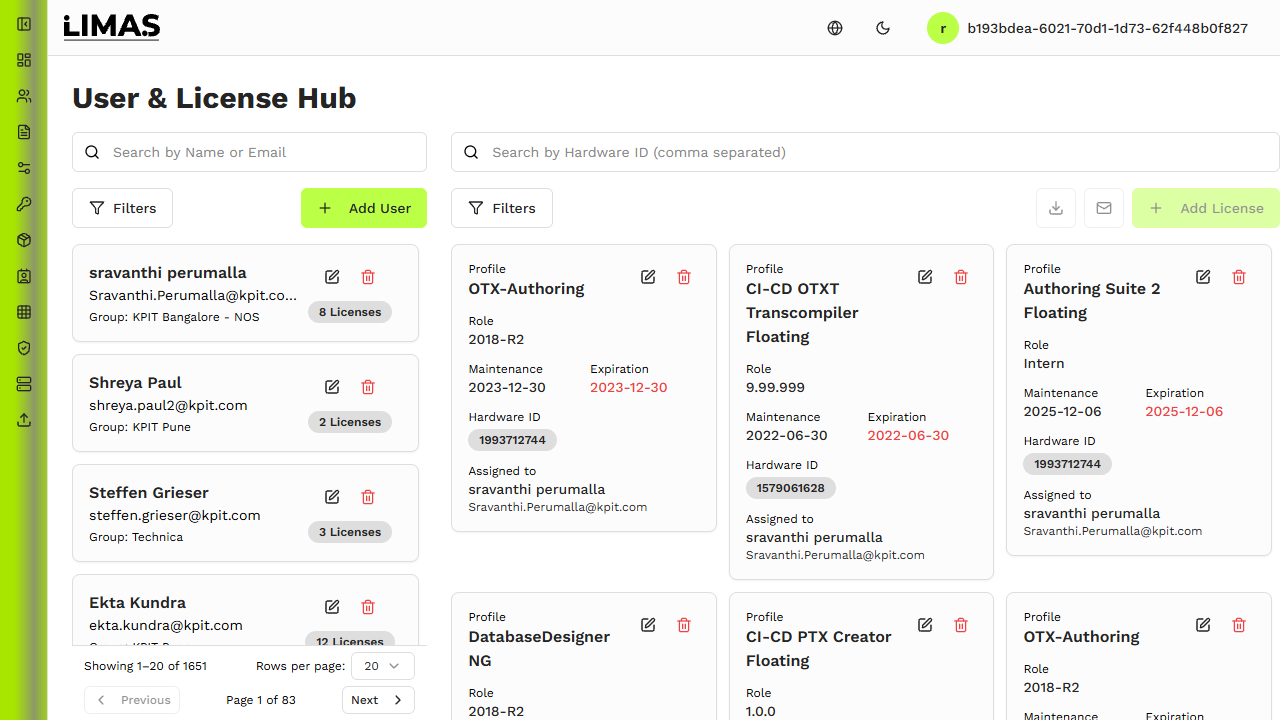 LIMAS
r
b193bdea-6021-70d1-1d73-62f448b0f827
User & License Hub
Search by Name or Email
Search by Hardware ID (comma separated)
Filters
Add User
Filters
Add License
sravanthi perumalla
Sravanthi.Perumalla@kpit.co...
Group: KPIT Bangalore - NOS
8 Licenses
Shreya Paul
shreya.paul2@kpit.com
Group: KPIT Pune
2 Licenses
Steffen Grieser
steffen.grieser@kpit.com
Group: Technica
3 Licenses
Ekta Kundra
ekta.kundra@kpit.com
12 Licenses
Showing 1–20 of 1651
Rows per page:
20
Previous
Page 1 of 83
Next
Profile
OTX-Authoring
Role
2018-R2
Maintenance
Expiration
2023-12-30
2023-12-30
Hardware ID
1993712744
Assigned to
sravanthi perumalla
Sravanthi.Perumalla@kpit.com
Profile
CI-CD OTXT
Transcompiler
Floating
Role
9.99.999
Maintenance
Expiration
2022-06-30
2022-06-30
Hardware ID
1579061628
Assigned to
sravanthi perumalla
Sravanthi.Perumalla@kpit.com
Profile
Authoring Suite 2
Floating
Role
Intern
Maintenance
Expiration
2025-12-06
2025-12-06
Hardware ID
1993712744
Assigned to
sravanthi perumalla
Sravanthi.Perumalla@kpit.com
Profile
DatabaseDesigner
NG
Role
2018-R2
Profile
CI-CD PTX Creator
Floating
Role
1.0.0
Profile
OTX-Authoring
Role
2018-R2
Maintenance
Expiration